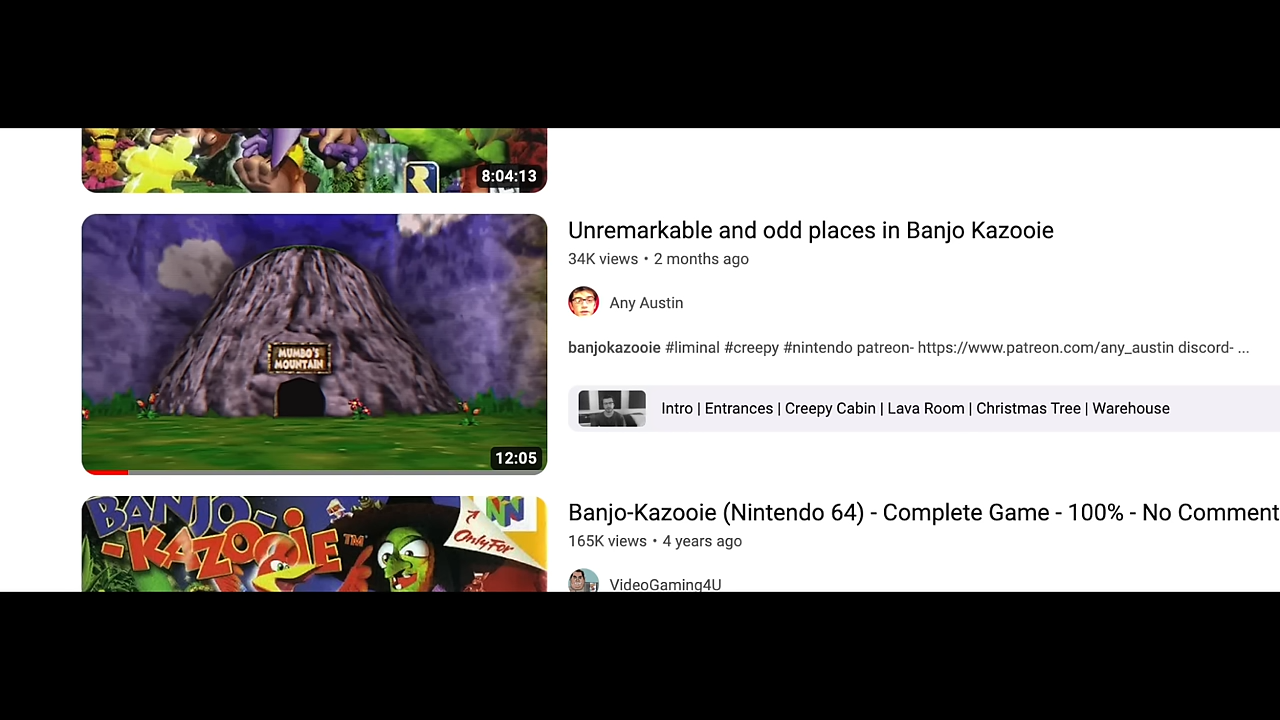 8:04:13
MUMBO'S
MOUNTAIN
12:05
Unremarkable and odd places in Banjo Kazooie
34K views • 2 months ago
Any Austin
banjokazooie #liminal #creepy #nintendo patreon- https://www.patreon.com/any_austin discord- ...
Intro | Entrances | Creepy Cabin | Lava Room | Christmas Tree | Warehouse
BANJO-
-KAZOOIE™
Only For
Banjo-Kazooie (Nintendo 64) - Complete Game - 100% - No Comment
165K views • 4 years ago
VideoGaming4U